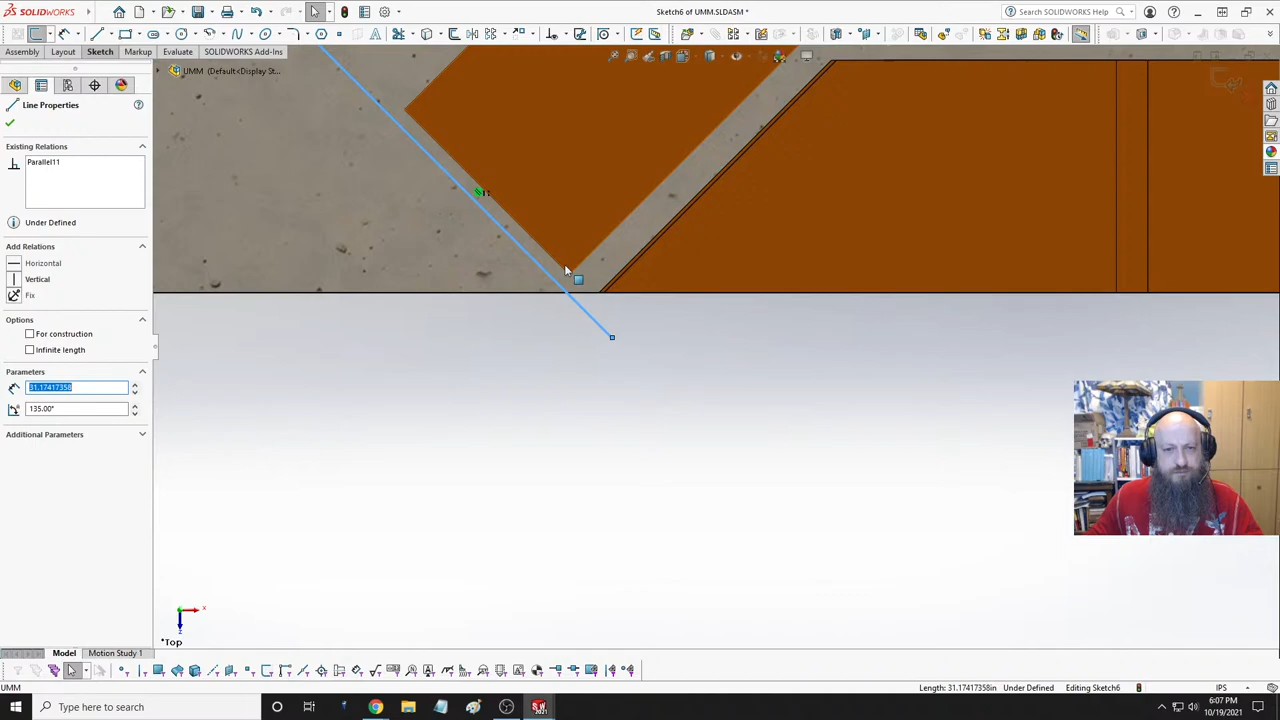 SOLIDWORKS
Sketch6 of UMM.SLDASM *
Search SOLIDWORKS Help
Assembly
Layout
Sketch
Markup
Evaluate
SOLIDWORKS Add-Ins
UMM (Default<Display St...
Line Properties
Existing Relations
Parallel11
Under Defined
Add Relations
Horizontal
Vertical
Fix
Options
For construction
Infinite length
Parameters
31.17417358
135.00°
Additional Parameters
x
z
*Top
Model
Motion Study 1
UMM
Length: 31.17417358in
Under Defined
Editing Sketch6
IPS
Type here to search
6:07 PM
10/19/2021